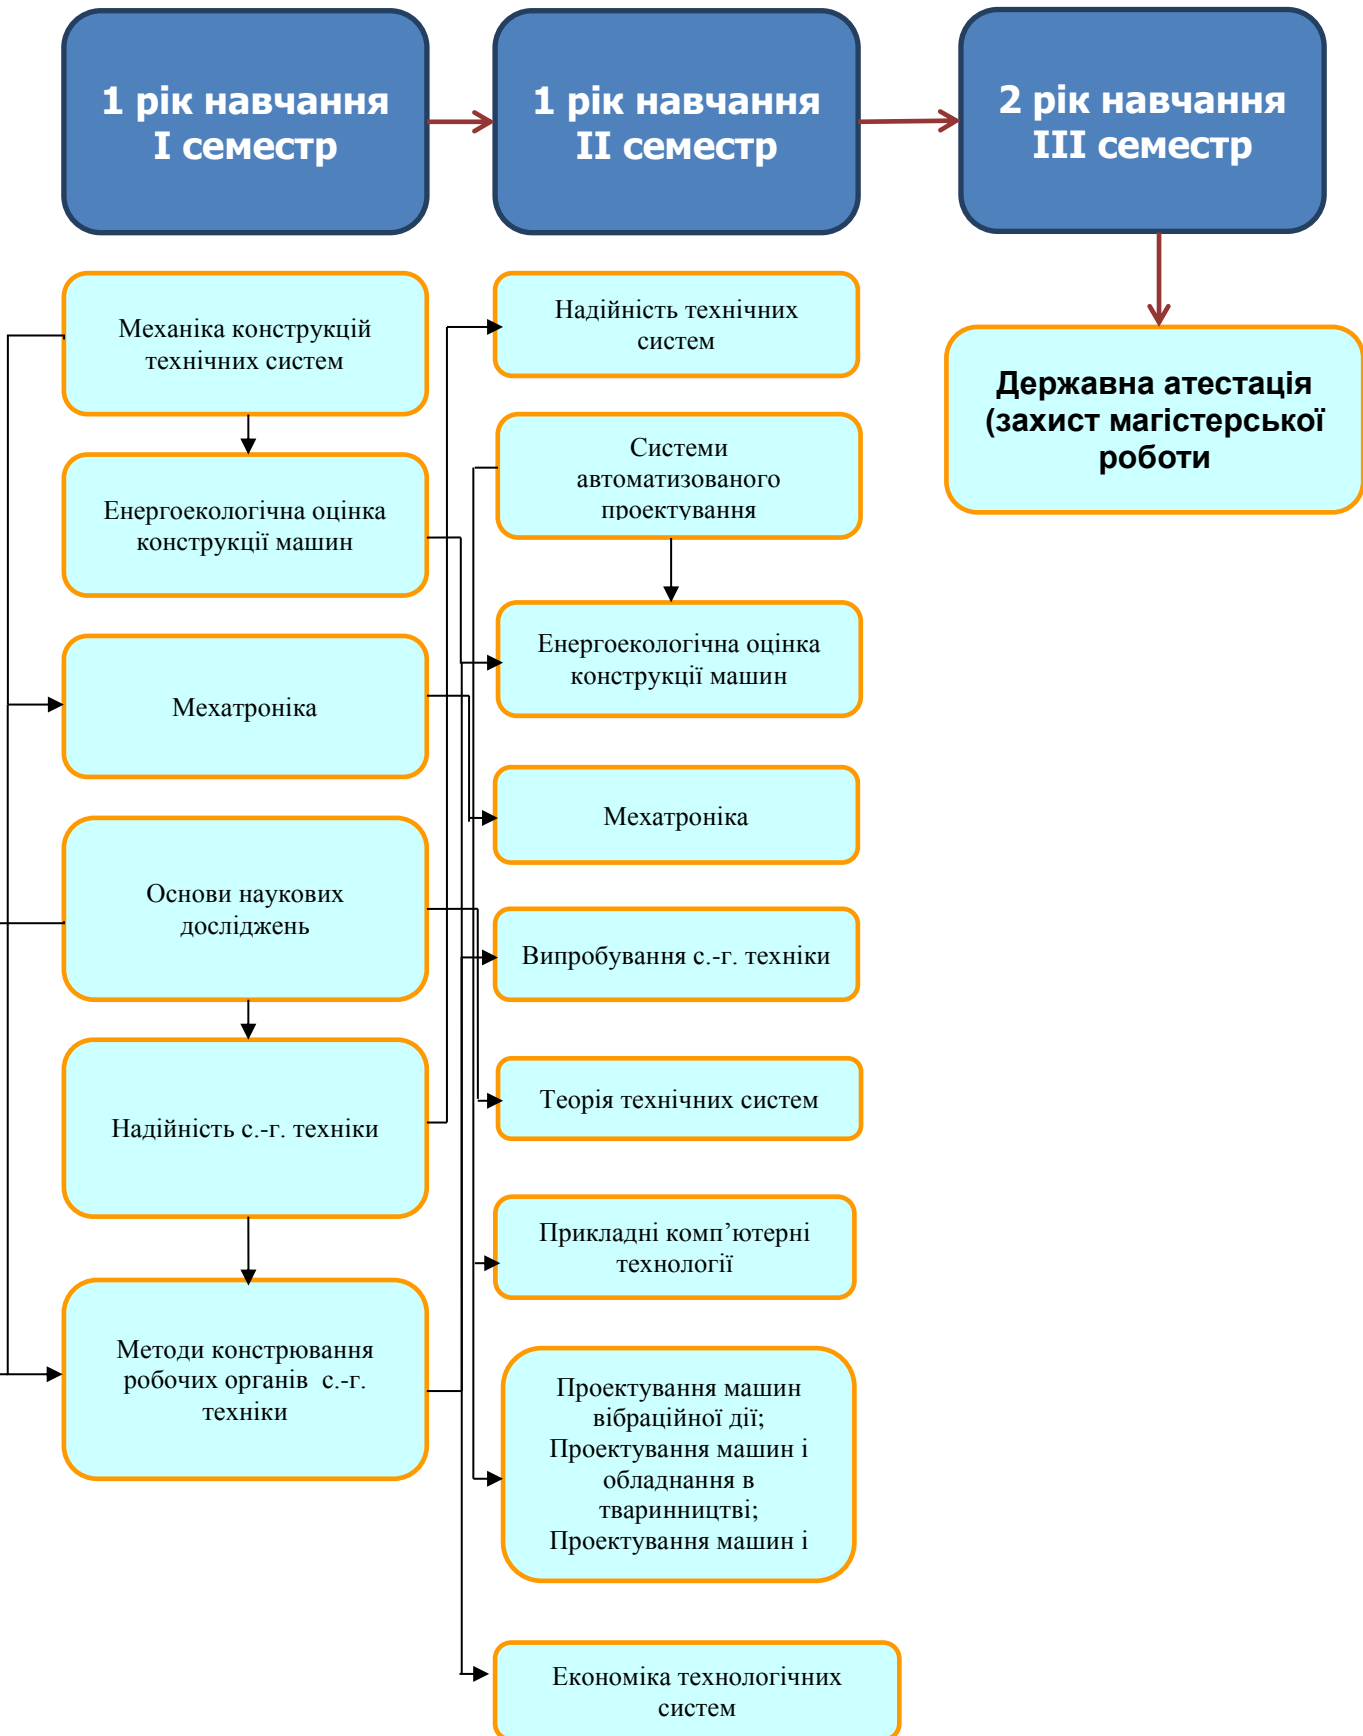 1 рік навчання
I семестр
1 рік навчання
II семестр
2 рік навчання
III семестр
Механіка конструкцій
технічних систем
Енергоекологічна оцінка
конструкції машин
Мехатроніка
Основи наукових
досліджень
Надійність с.-г. техніки
Методи констрювання
робочих органів с.-г.
техніки
Надійність технічних
систем
Системи
автоматизованого
проектування
Енергоекологічна оцінка
конструкції машин
Мехатроніка
Випробування с.-г. техніки
Теорія технічних систем
Прикладні комп’ютерні
технології
Проектування машин
вібраційної дії;
Проектування машин і
обладнання в
тваринництві;
Проектування машин і
Економіка технологічних
систем
Державна атестація
(захист магістерської
роботи